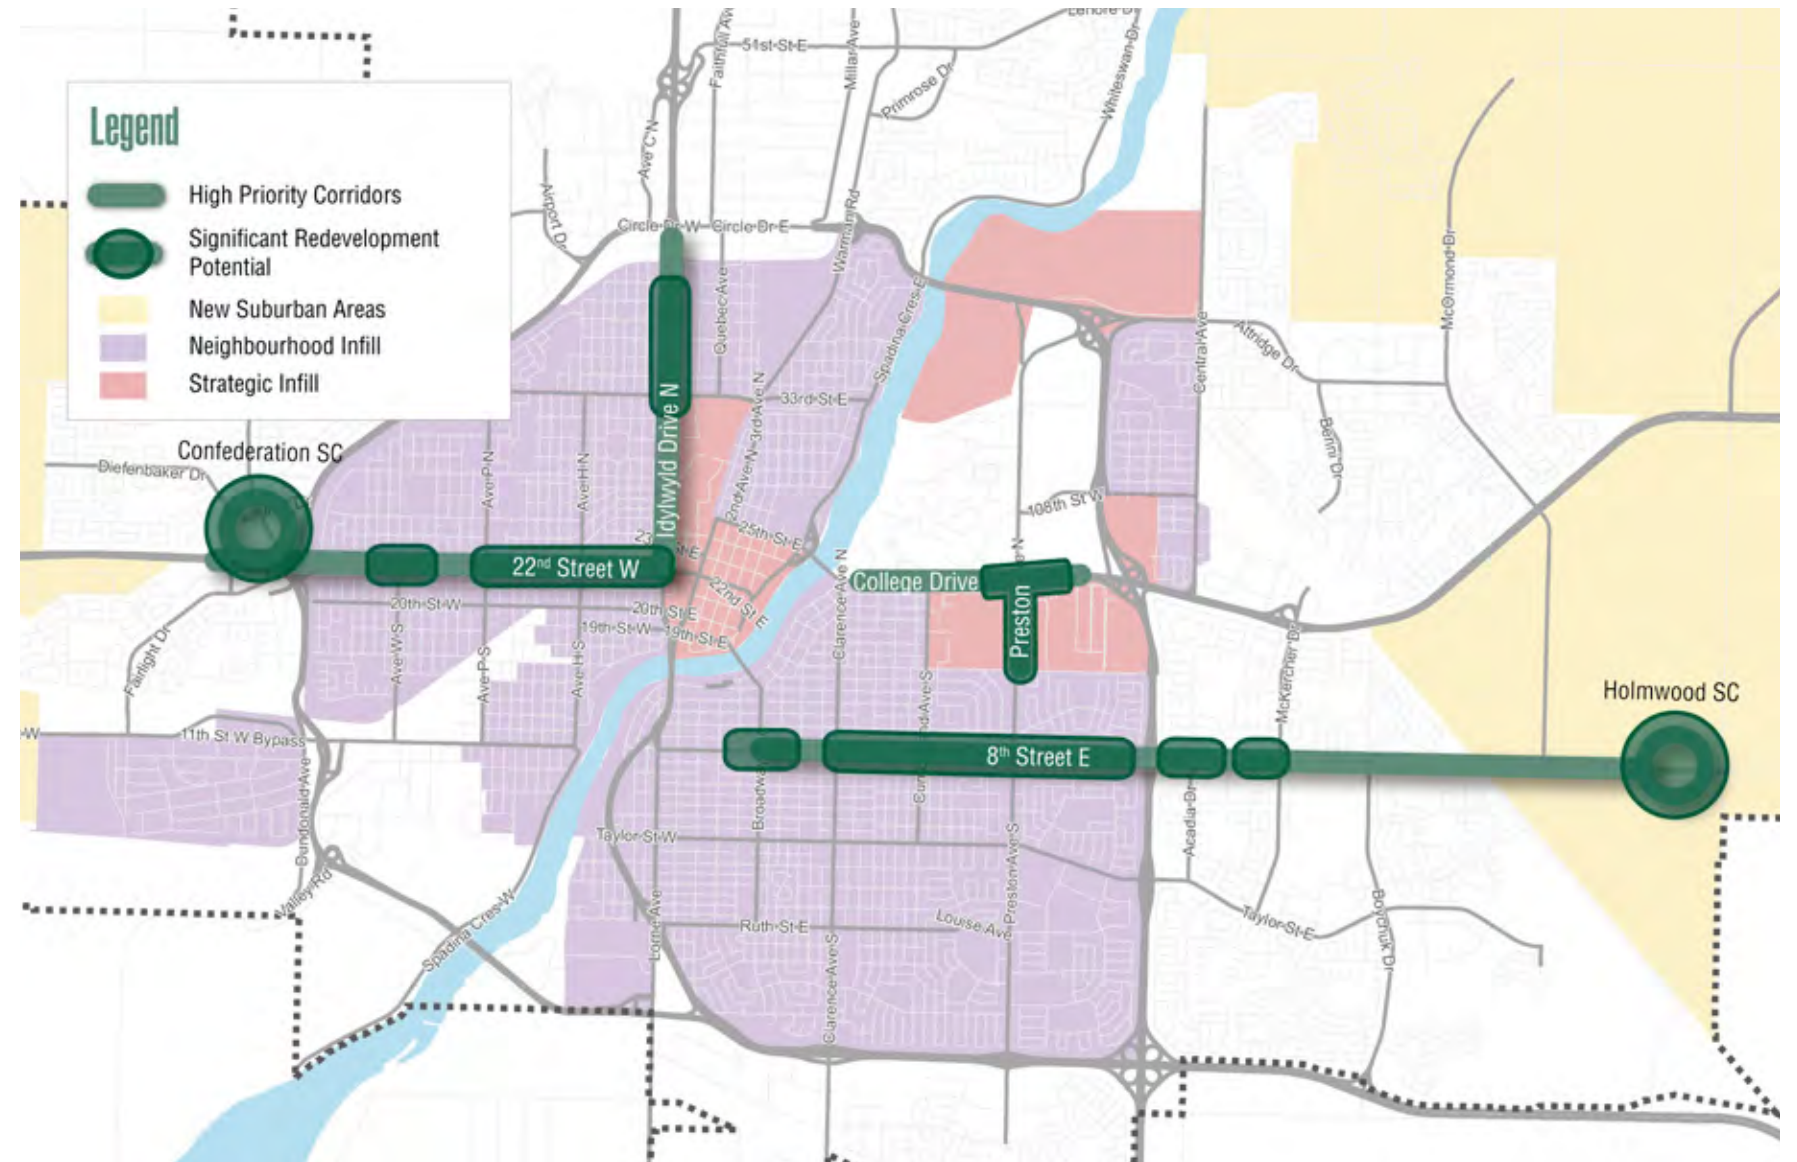 Legend
High Priority Corridors
Significant Redevelopment
Potential
New Suburban Areas
Neighbourhood Infill
Strategic Infill
Lenore D
51st St E
Faithfull Av
Millar Ave
Primrose Dr
Whiteswan Dr
Ave C N
Airport Dr
Circle Dr W
Circle Dr E
Warman Rd
McOrmond Dr
Quebec Ave
Spadina Cres E
Central Ave
Attridge Dr
33rd St E
3rd Ave N
2nd Ave N
Idylwyld Drive N
Berini Dr
Confederation SC
Diefenbaker Dr
Ave P N
Ave H N
25th St E
108th St W
22nd Street W
College Drive
Clarence Ave N
Preston
22nd St E
20th St W
20th St E
19th St W
19th St E
Fairlight Dr
Ave W S
Ave P S
Ave H S
McKercher Dr
Holmwood SC
W
11th St W Bypass
8th Street E
Dundonald Ave
Broadwa
Acadia Dr
Taylor St W
Preston Ave S
Valley Rd
Spadina Cres W
Lorne Ave
Ruth St E
Louise Ave
Clarence Ave S
Taylor St E
Boychuk Dr